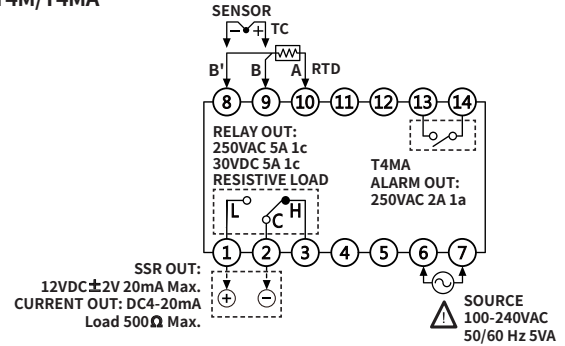 T4M/T4MA
SENSOR
TC
B' B A RTD
8 9 10 11 12 13 14
RELAY OUT:
250VAC 5A 1c
30VDC 5A 1c
RESISTIVE LOAD
T4MA
ALARM OUT:
250VAC 2A 1a
L C H
1 2 3 4 5 6 7
SSR OUT:
12VDC±2V 20mA Max.
CURRENT OUT: DC4-20mA
Load 500Ω Max.
SOURCE
100-240VAC
50/60 Hz 5VA